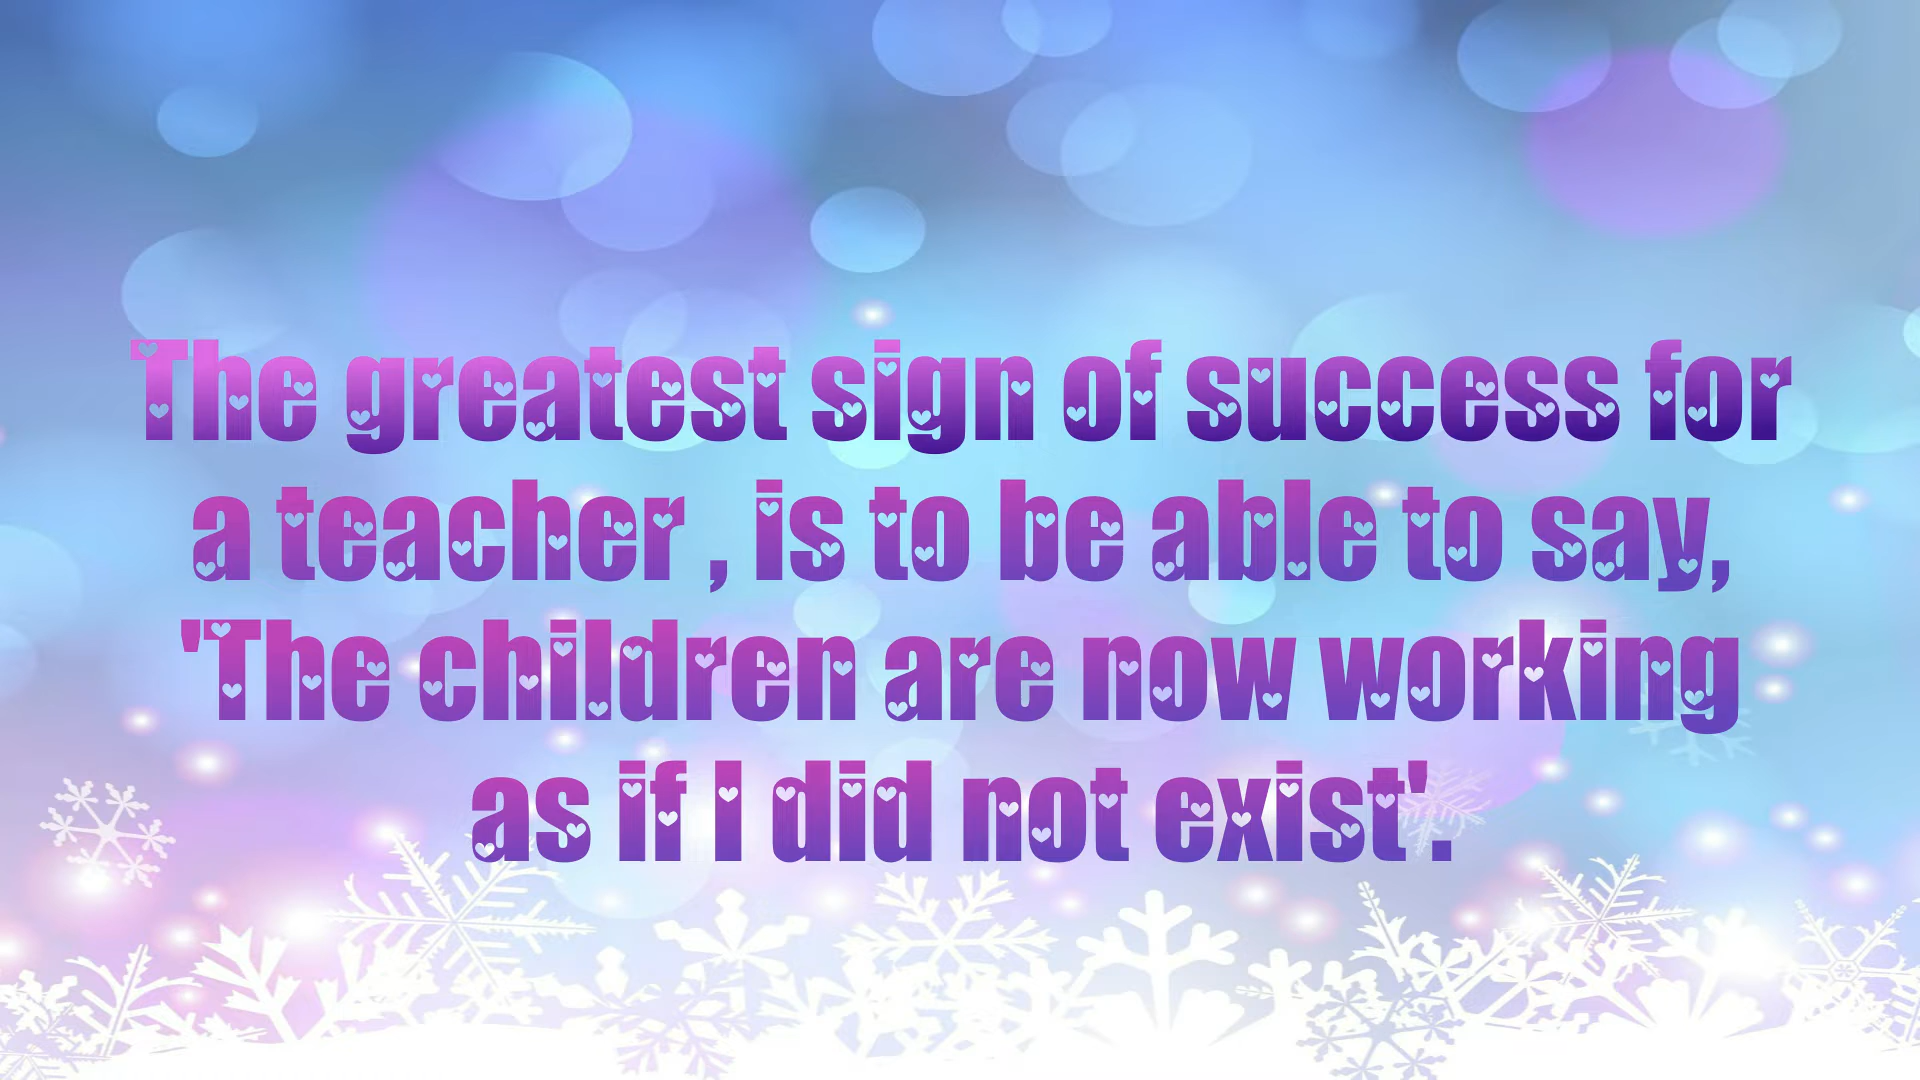 The greatest sign of success for
a teacher , is to be able to say,
'The children are now working
as if I did not exist'.